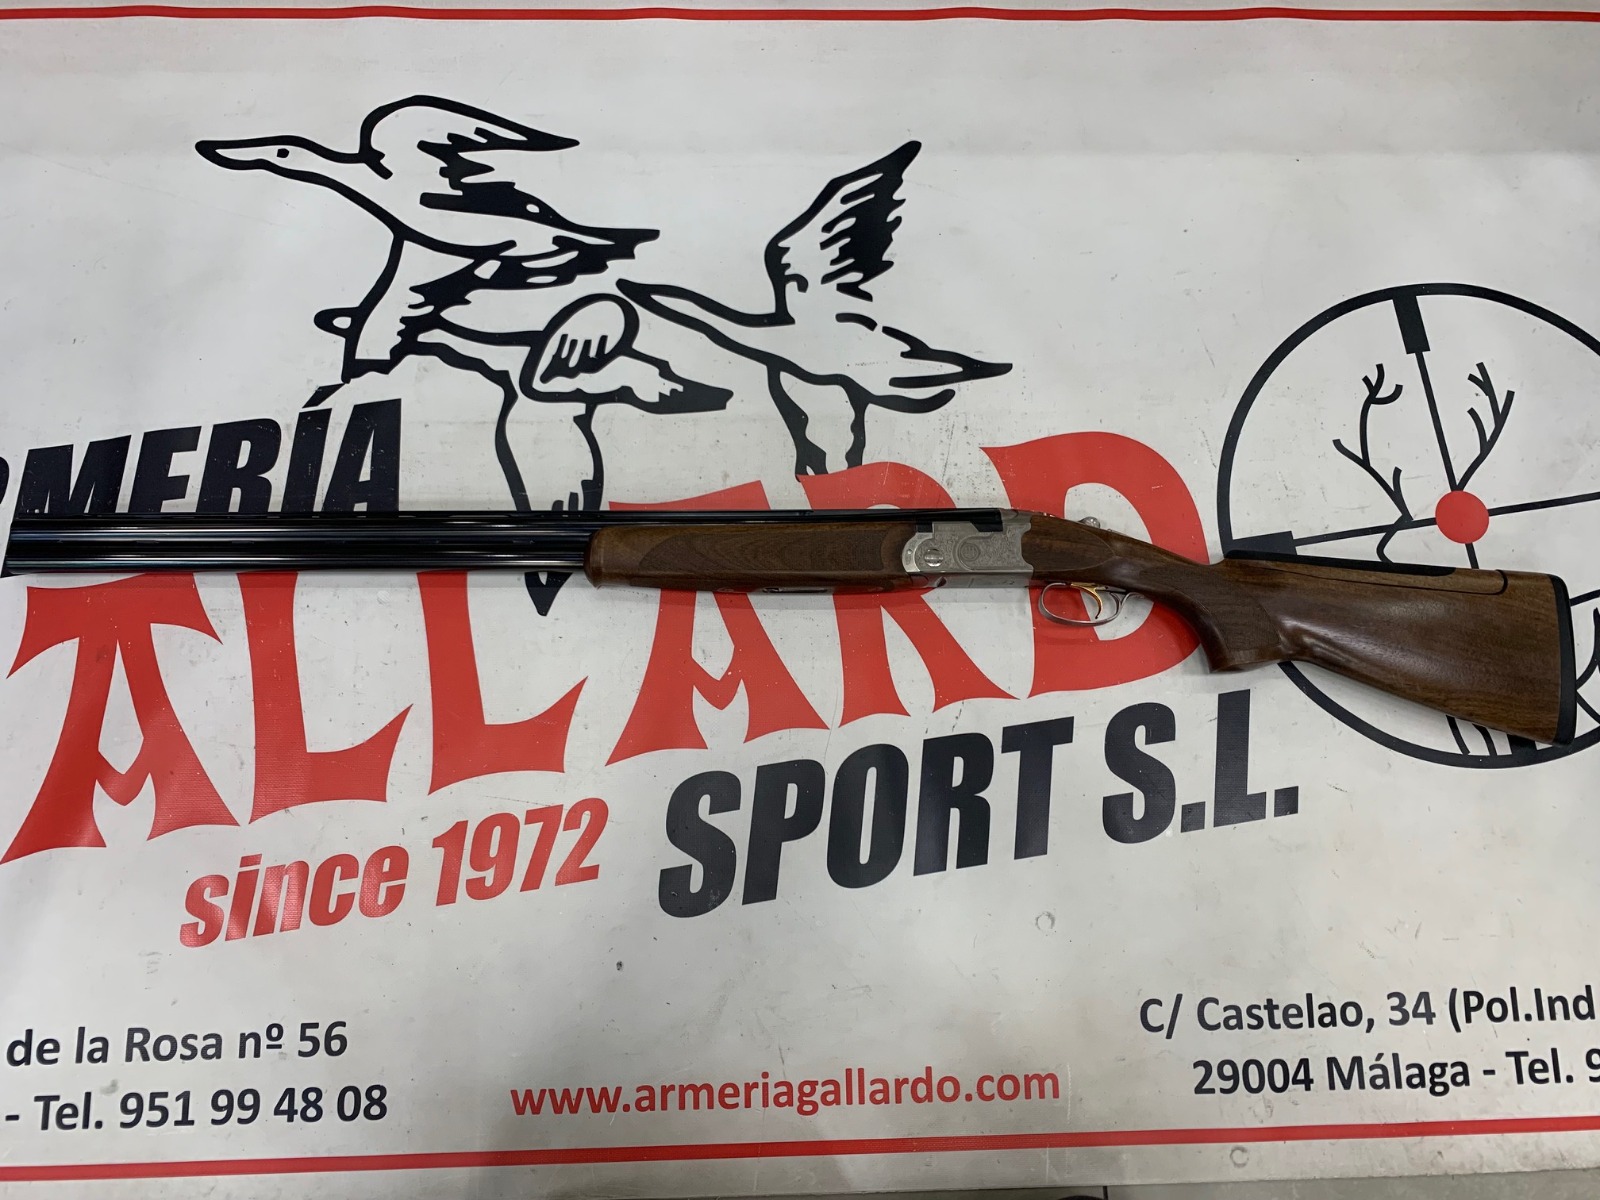 RMERÍA
ALLARDO
since 1972 SPORT S.L.
de la Rosa nº 56
- Tel. 951 99 48 08
www.armeriagallardo.com
C/ Castelao, 34 (Pol.Ind
29004 Málaga - Tel. 9